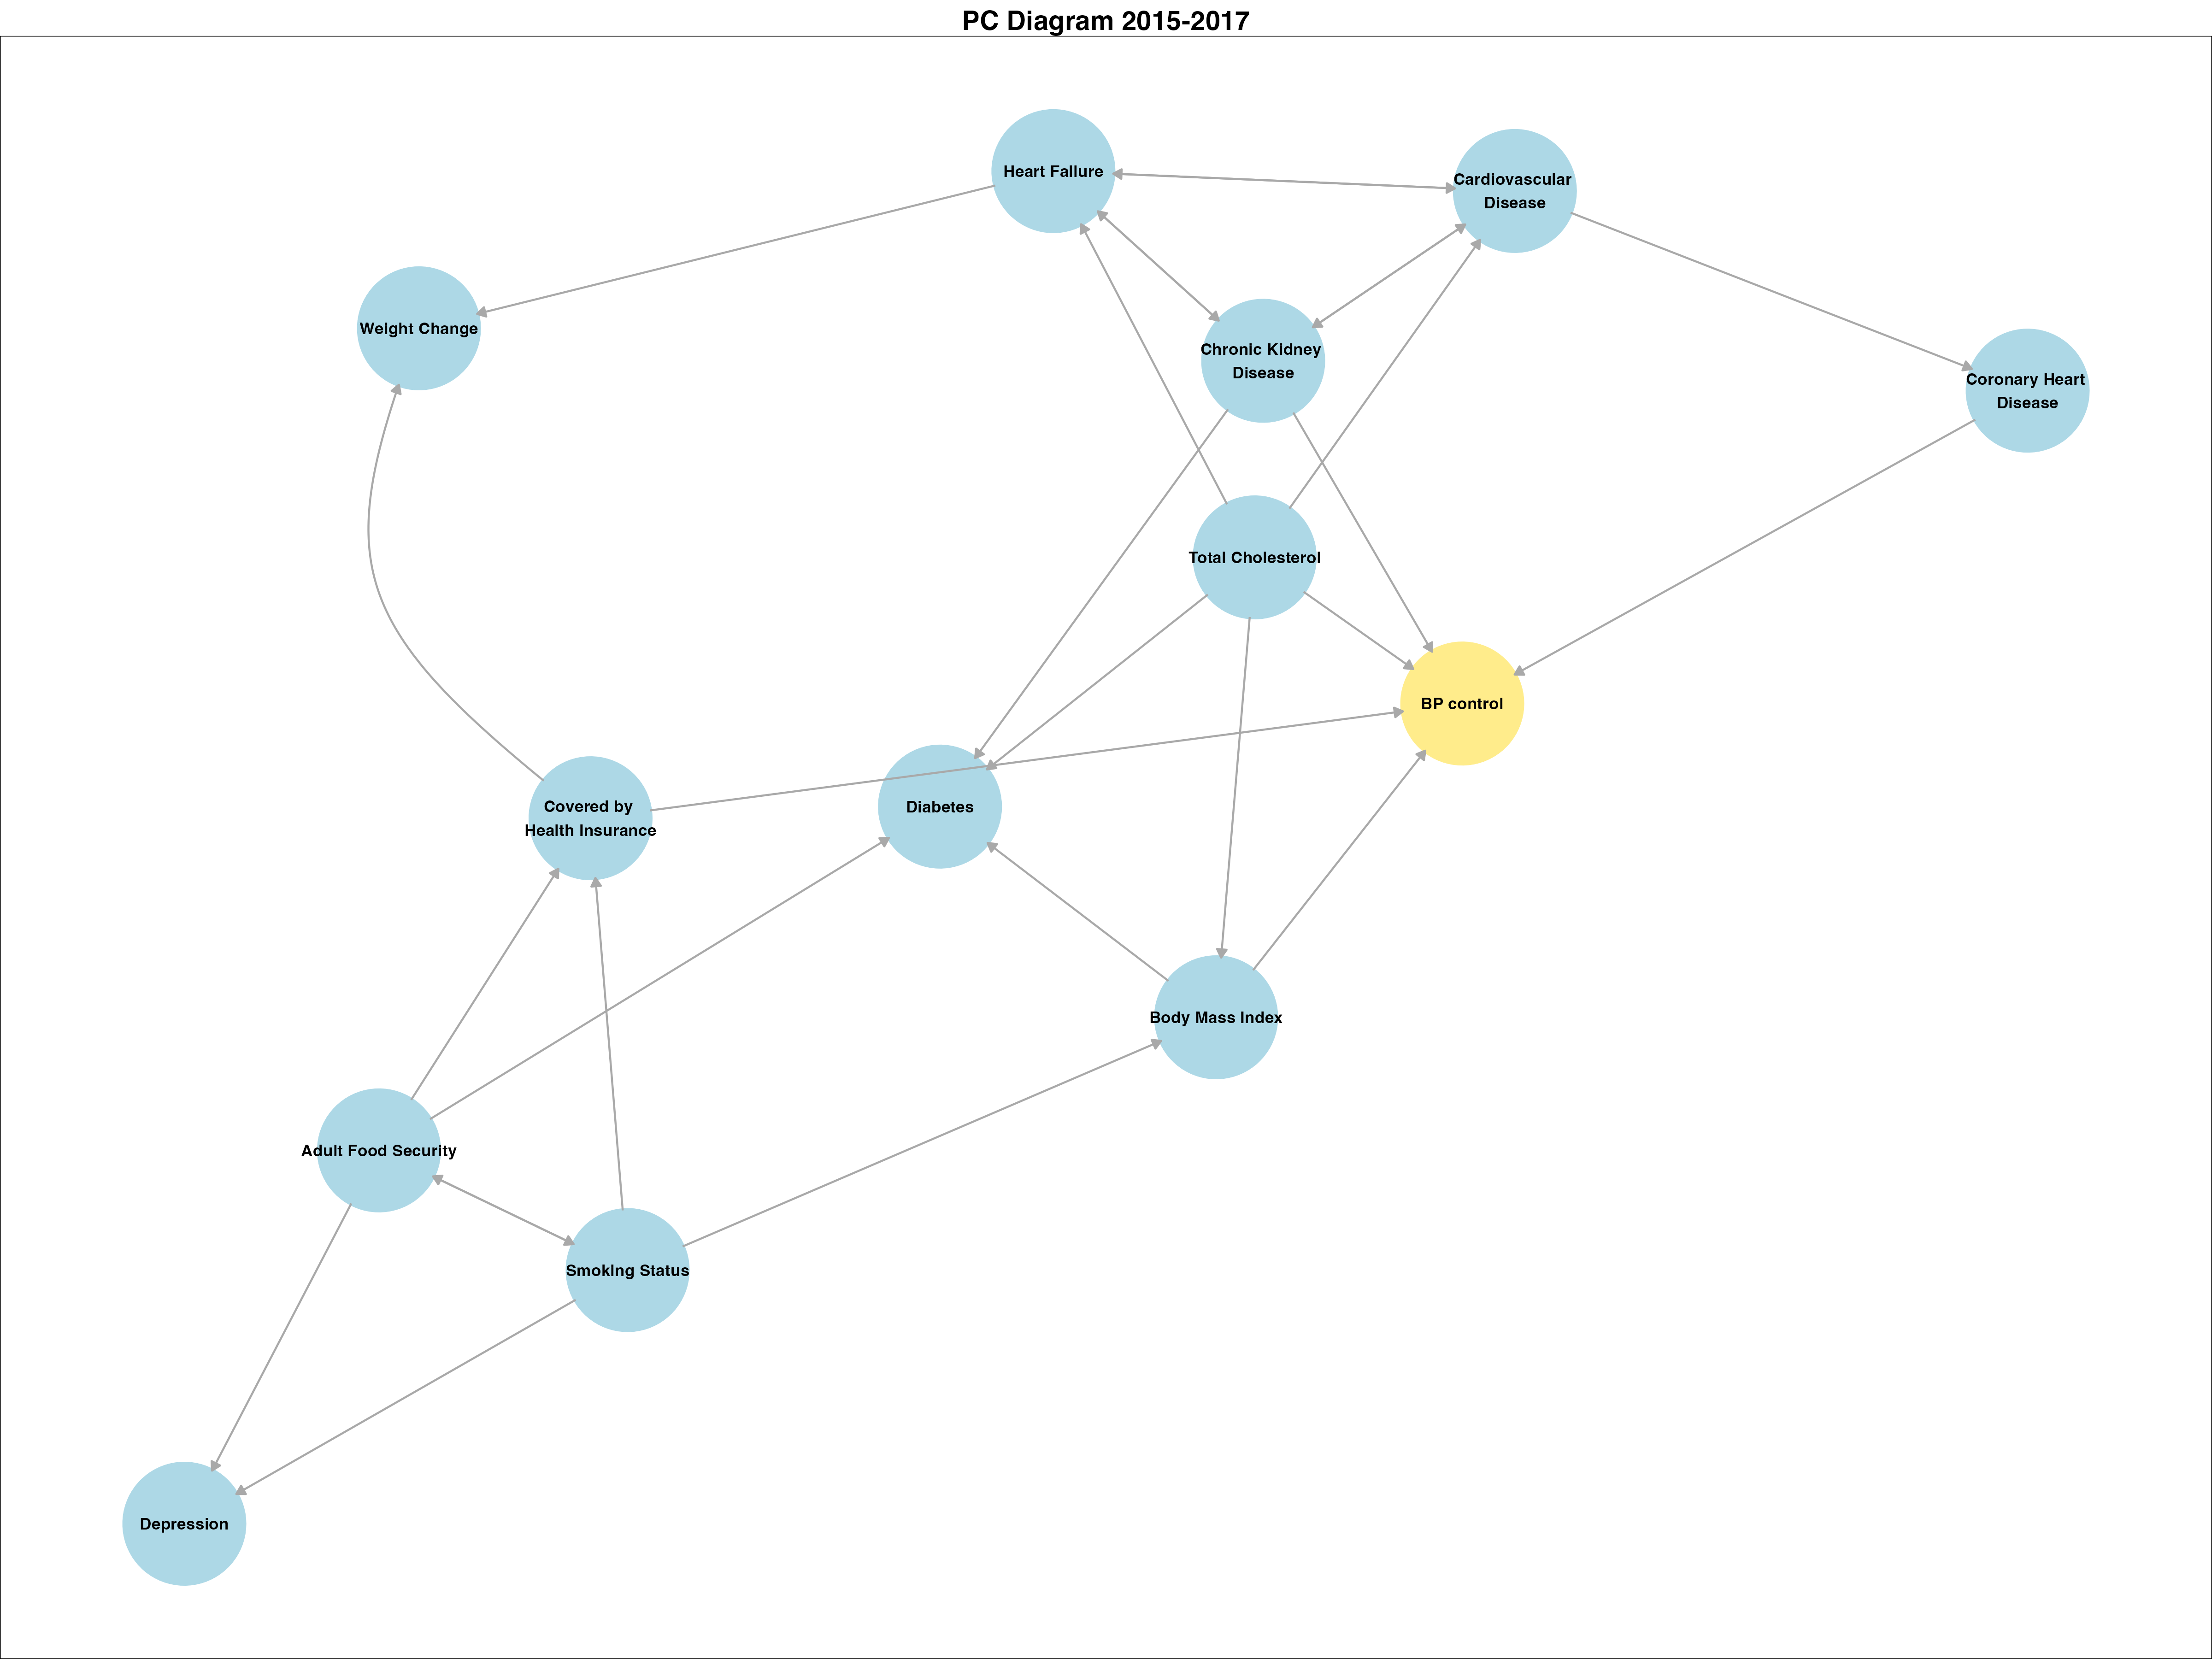 PC Diagram 2015-2017
Heart Failure
Cardiovascular
Disease
Weight Change
Chronic Kidney
Disease
Coronary Heart
Disease
Total Cholesterol
BP control
Covered by
Health Insurance
Diabetes
Body Mass Index
Adult Food Security
Smoking Status
Depression